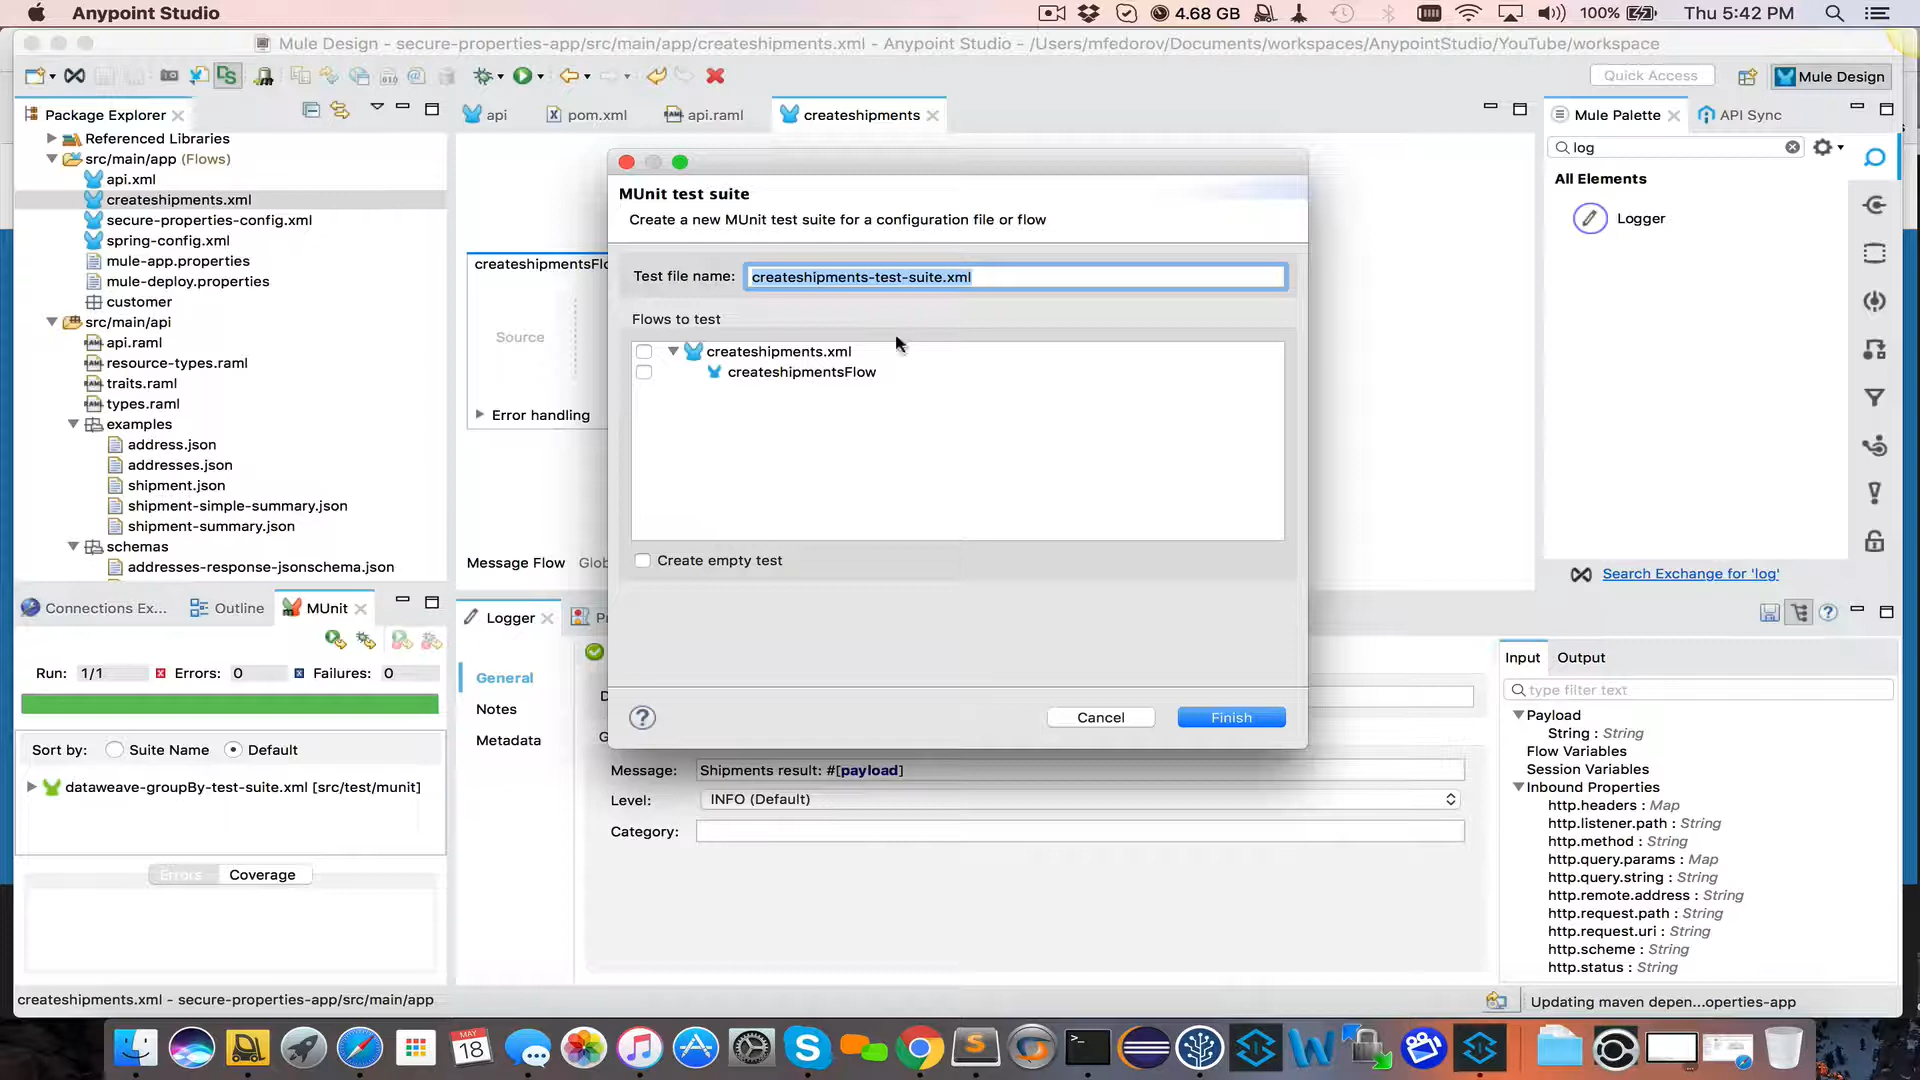 Anypoint Studio
4.68 GB
100%
Thu 5:42 PM
Mule Design - secure-properties-app/src/main/app/createshipments.xml - Anypoint Studio - /Users/mfedorov/Documents/workspaces/AnypointStudio/YouTube/workspace
Quick Access
Mule Design
Package Explorer
api
pom.xml
api.raml
createshipments
Mule Palette
API Sync
Referenced Libraries
src/main/app (Flows)
api.xml
createshipments.xml
secure-properties-config.xml
spring-config.xml
mule-app.properties
mule-deploy.properties
customer
src/main/api
api.raml
resource-types.raml
traits.raml
types.raml
examples
address.json
addresses.json
shipment.json
shipment-simple-summary.json
shipment-summary.json
schemas
addresses-response-jsonschema.json
createshipmentsFlo
Source
Error handling
Message Flow
Glob
MUnit test suite
Create a new MUnit test suite for a configuration file or flow
Test file name:
createshipments-test-suite.xml
Flows to test
createshipments.xml
createshipmentsFlow
Create empty test
Cancel
Finish
log
All Elements
Logger
Search Exchange for 'log'
Connections Ex...
Outline
MUnit
Run: 1/1
Errors: 0
Failures: 0
Sort by:
Suite Name
Default
dataweave-groupBy-test-suite.xml [src/test/munit]
Errors
Coverage
Logger
General
Notes
Metadata
Message:
Shipments result: #[payload]
Level:
INFO (Default)
Category:
Input
Output
type filter text
Payload
String : String
Flow Variables
Session Variables
Inbound Properties
http.headers : Map
http.listener.path : String
http.method : String
http.query.params : Map
http.query.string : String
http.remote.address : String
http.request.path : String
http.request.uri : String
http.scheme : String
http.status : String
createshipments.xml - secure-properties-app/src/main/app
Updating maven depen...operties-app
MAY
18